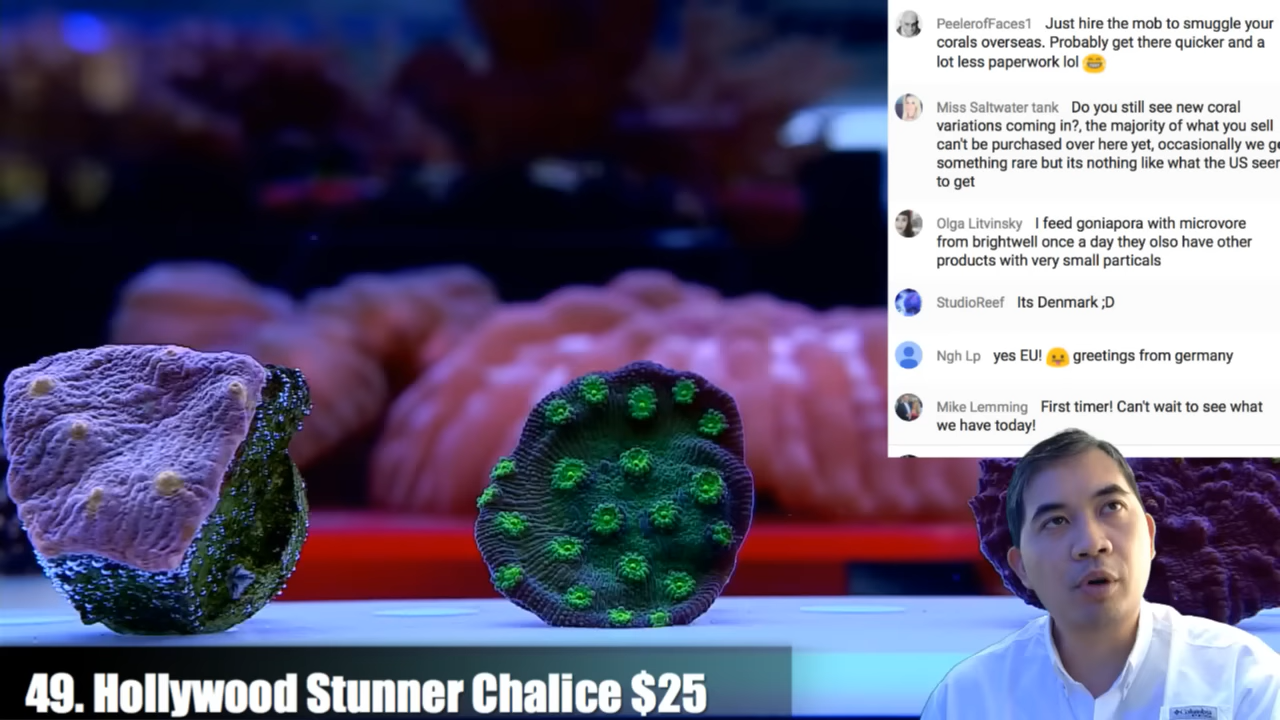 PeelerofFaces1 Just hire the mob to smuggle your
corals overseas. Probably get there quicker and a
lot less paperwork lol
Miss Saltwater tank Do you still see new coral
variations coming in?, the majority of what you sell
can't be purchased over here yet, occasionally we ge
something rare but its nothing like what the US seer
to get
Olga Litvinsky I feed goniapora with microvore
from brightwell once a day they olso have other
products with very small particals
StudioReef Its Denmark ;D
Ngh Lp yes EU! greetings from germany
Mike Lemming First timer! Can't wait to see what
we have today!
Columbia
49. Hollywood Stunner Chalice $25